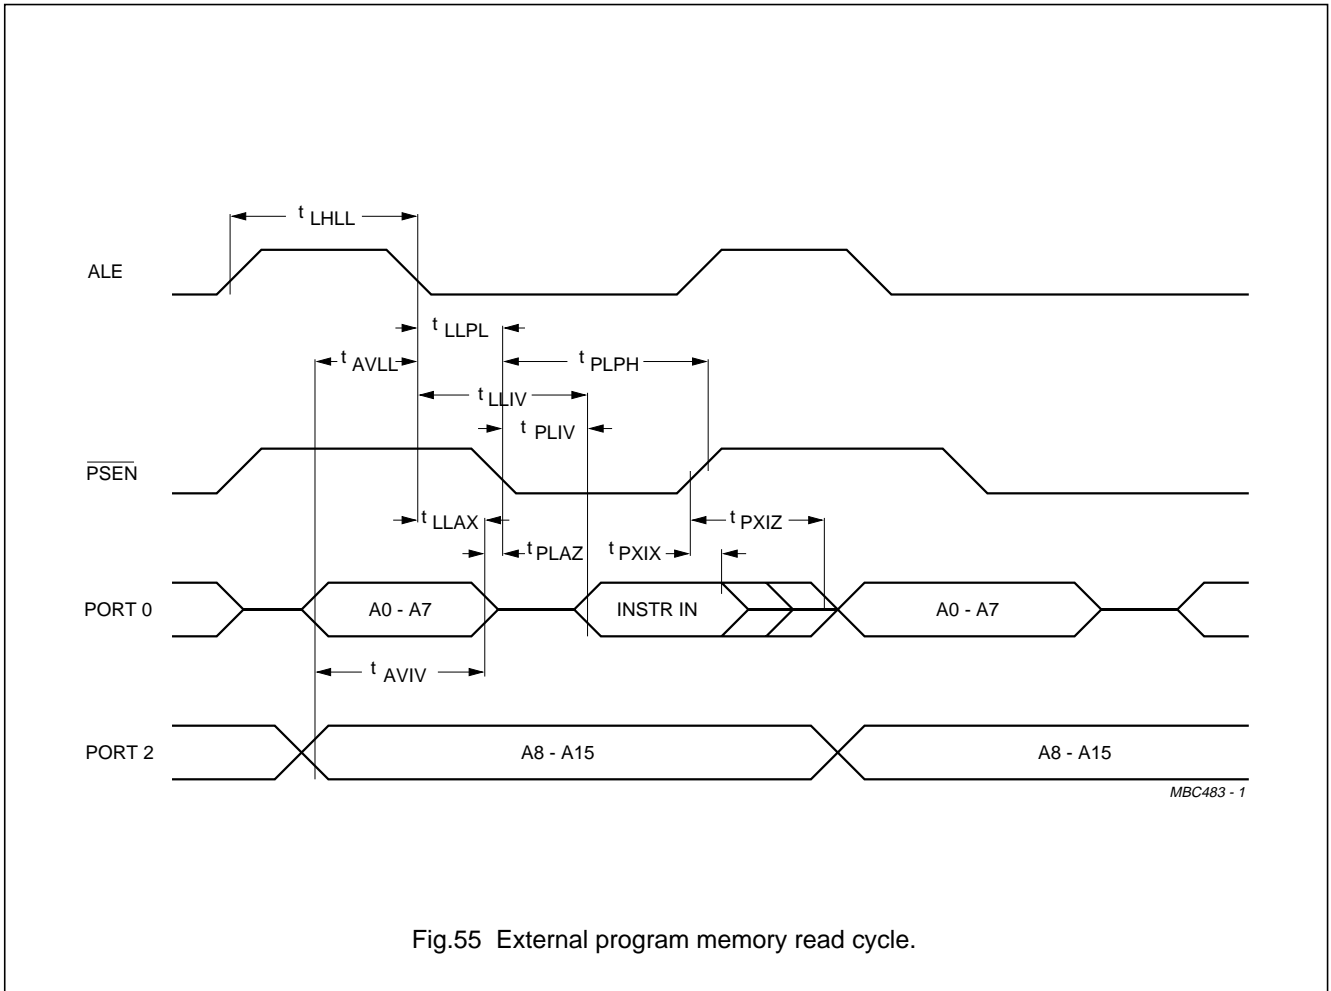 t LHLL
ALE
t LLPL
t AVLL
t PLPH
t LLIV
t PLIV
PSEN
t LLAX
t PXIZ
t PLAZ
t PXIX
PORT 0
A0 - A7
INSTR IN
A0 - A7
t AVIV
PORT 2
A8 - A15
A8 - A15
MBC483 - 1
Fig.55 External program memory read cycle.